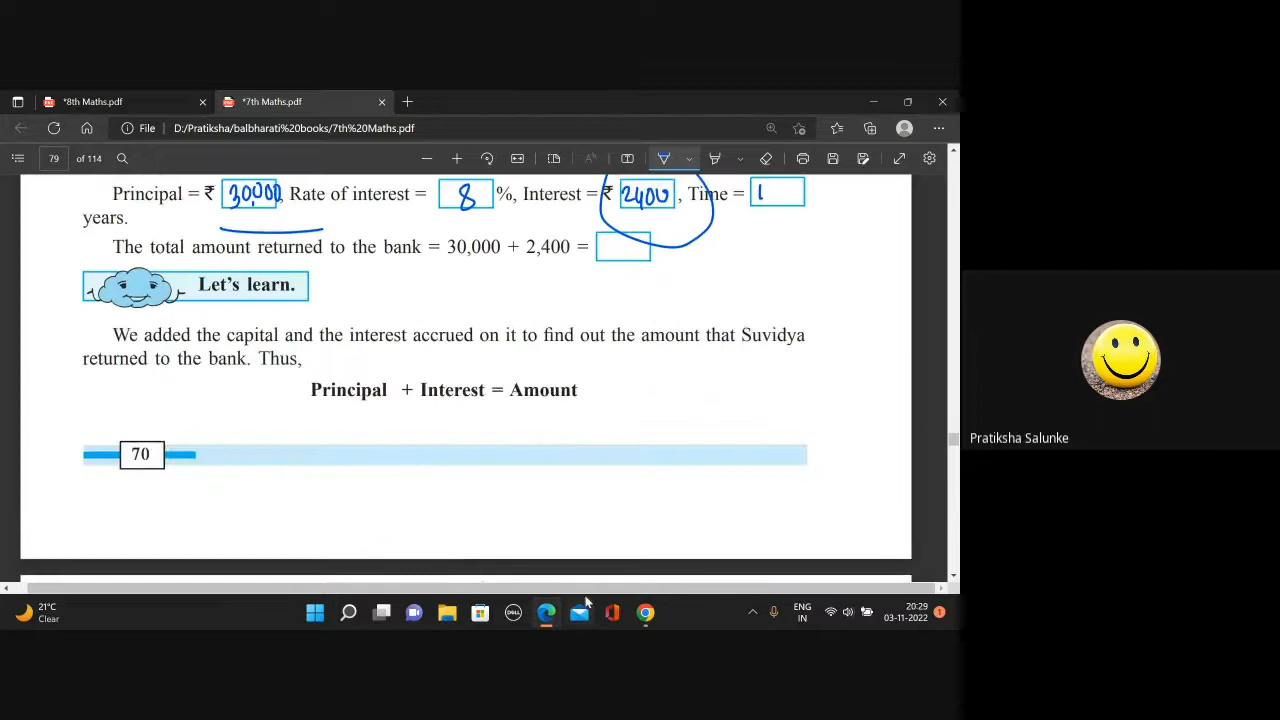 *8th Maths.pdf
*7th Maths.pdf
File D:/Pratiksha/balbharati%20books/7th%20Maths.pdf
79 of 114
Principal = ₹ 30,000, Rate of interest = 8 %, Interest = ₹ 2400, Time = 1
years.
The total amount returned to the bank = 30,000 + 2,400 =
Let's learn.
We added the capital and the interest accrued on it to find out the amount that Suvidya
returned to the bank. Thus,
Principal + Interest = Amount
70
Pratiksha Salunke
21°C
Clear
DELL
ENG
IN
20:29
03-11-2022
1